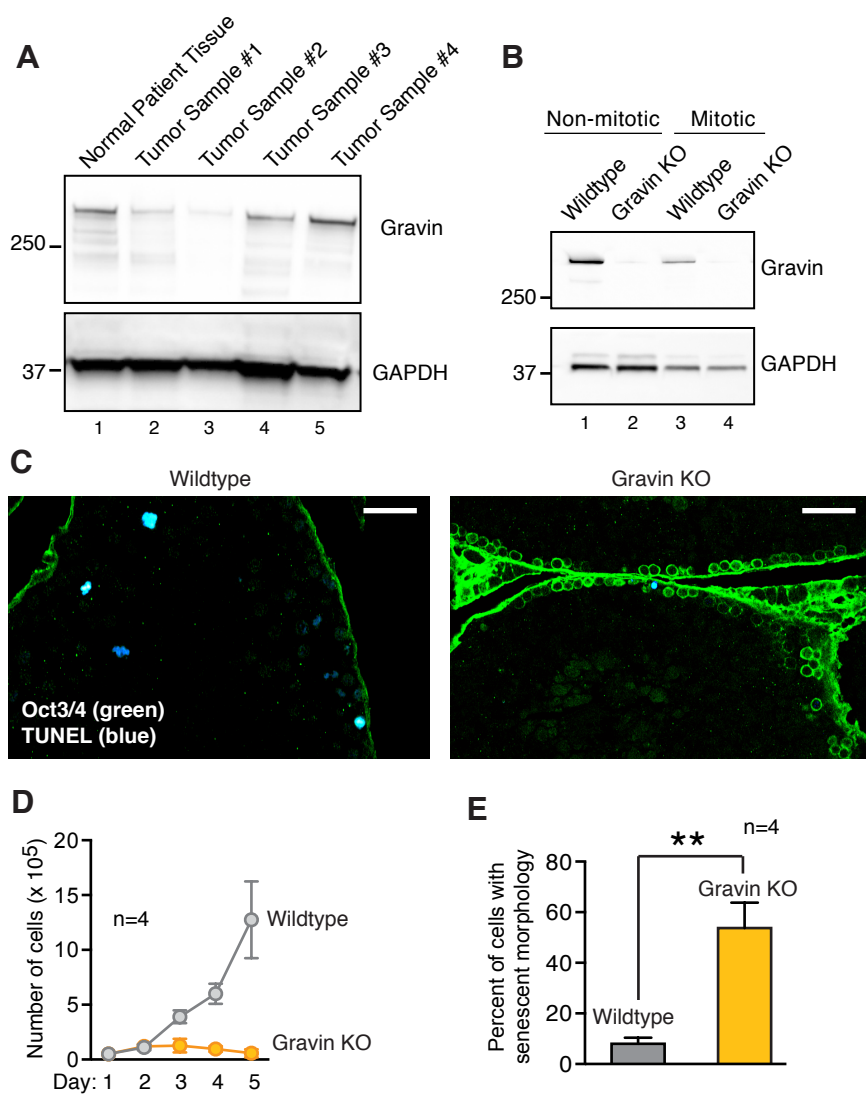 A
Normal Patient Tissue
Tumor Sample #1
Tumor Sample #2
Tumor Sample #3
Tumor Sample #4
250
Gravin
37
GAPDH
1 2 3 4 5
B
Non-mitotic Mitotic
Wildtype
Gravin KO
Wildtype
Gravin KO
Gravin
250
37
GAPDH
1 2 3 4
C
Wildtype
Gravin KO
Oct3/4 (green)
TUNEL (blue)
D
Number of cells (x 10⁵)
20
15
10
5
0
n=4
Wildtype
Gravin KO
Day: 1 2 3 4 5
E
Percent of cells with
senescent morphology
80
60
40
20
0
n=4
**
Gravin KO
Wildtype